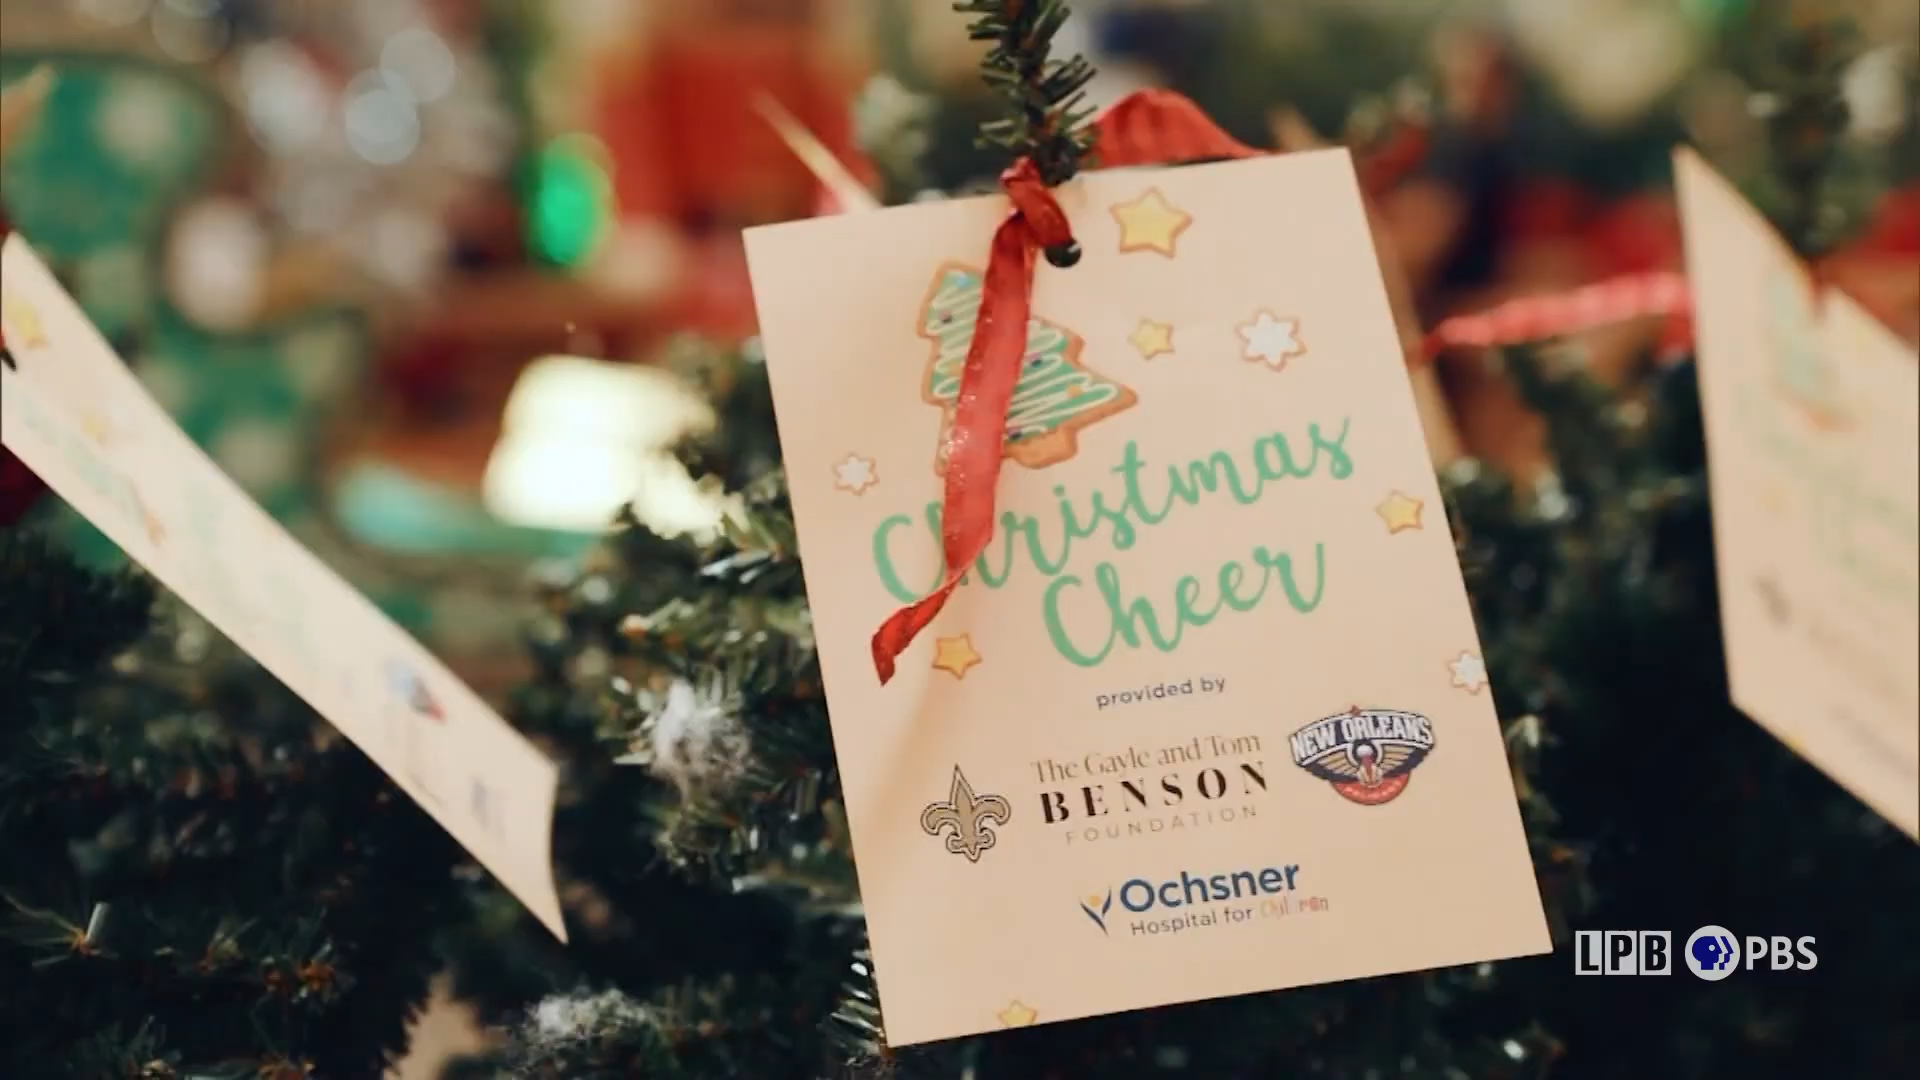 Christmas
Cheer
provided by
The Gayle and Tom
BENSON
FOUNDATION
NEW ORLEANS
Ochsner
Hospital for Children
LPB PBS